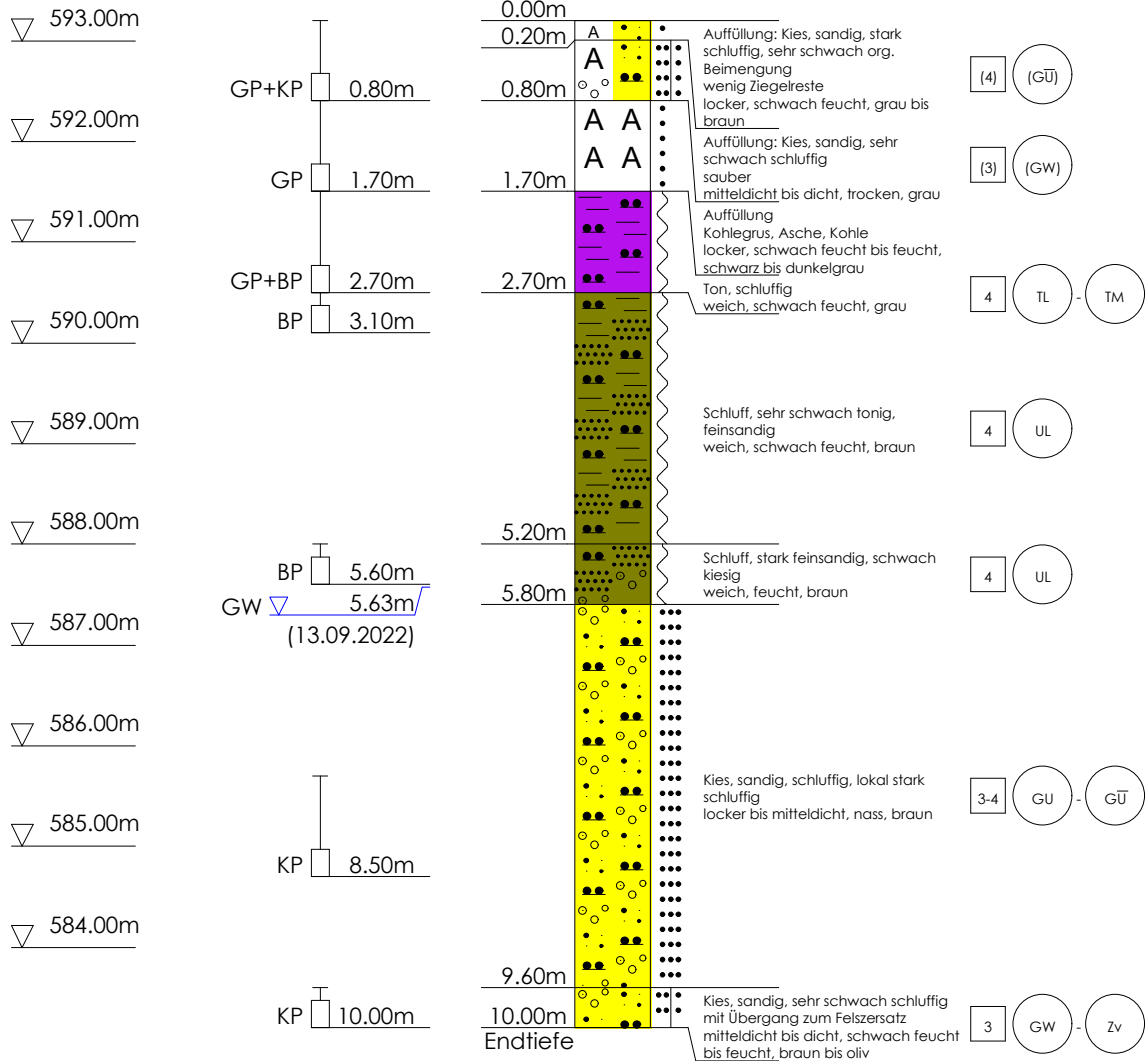 593.00m
592.00m
591.00m
590.00m
589.00m
588.00m
587.00m
586.00m
585.00m
584.00m
GP+KP 0.80m
GP 1.70m
GP+BP 2.70m
BP 3.10m
BP 5.60m
GW 5.63m
(13.09.2022)
KP 8.50m
KP 10.00m
0.00m
0.20m
0.80m
1.70m
2.70m
5.20m
5.80m
9.60m
10.00m
Endtiefe
A
A
A A
A A
Auffüllung: Kies, sandig, stark
schluffig, sehr schwach org.
Beimengung
wenig Ziegelreste
locker, schwach feucht, grau bis
braun
(4) (GU̅)
Auffüllung: Kies, sandig, sehr
schwach schluffig
sauber
mitteldicht bis dicht, trocken, grau
(3) (GW)
Auffüllung
Kohlegrus, Asche, Kohle
locker, schwach feucht bis feucht,
schwarz bis dunkelgrau
Ton, schluffig
weich, schwach feucht, grau
4 TL - TM
Schluff, sehr schwach tonig,
feinsandig
weich, schwach feucht, braun
4 UL
Schluff, stark feinsandig, schwach
kiesig
weich, feucht, braun
4 UL
Kies, sandig, schluffig, lokal stark
schluffig
locker bis mitteldicht, nass, braun
3-4 GU - GU̅
Kies, sandig, sehr schwach schluffig
mit Übergang zum Felszersatz
mitteldicht bis dicht, schwach feucht
bis feucht, braun bis oliv
3 GW - Zv